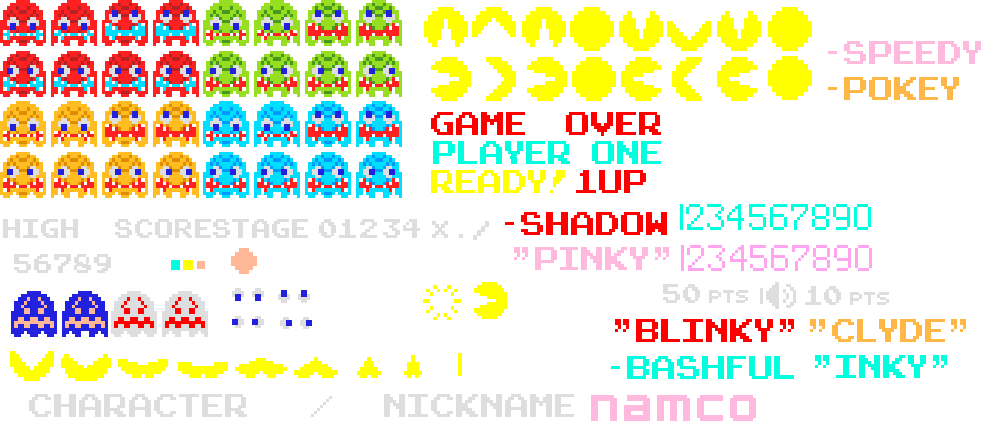 -SPEEDY
-POKEY
GAME OVER
PLAYER ONE
READY! 1UP
HIGH SCORESTAGE 01234 x . /
-SHADOW 1234567890
56789
"PINKY" 1234567890
50 PTS 10 PTS
"BLINKY" "CLYDE"
-BASHFUL "INKY"
CHARACTER / NICKNAME namco